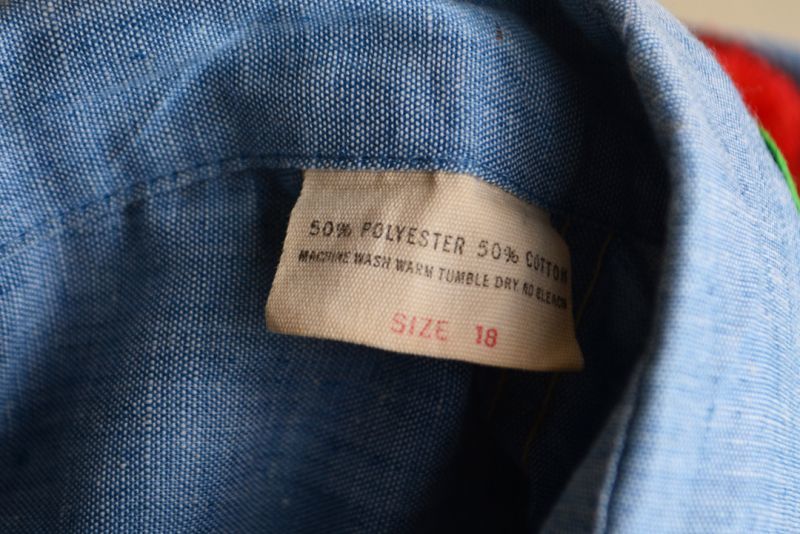 50% POLYESTER 50% COTTON
MACHINE WASH WARM TUMBLE DRY NO BLEACH
SIZE 18